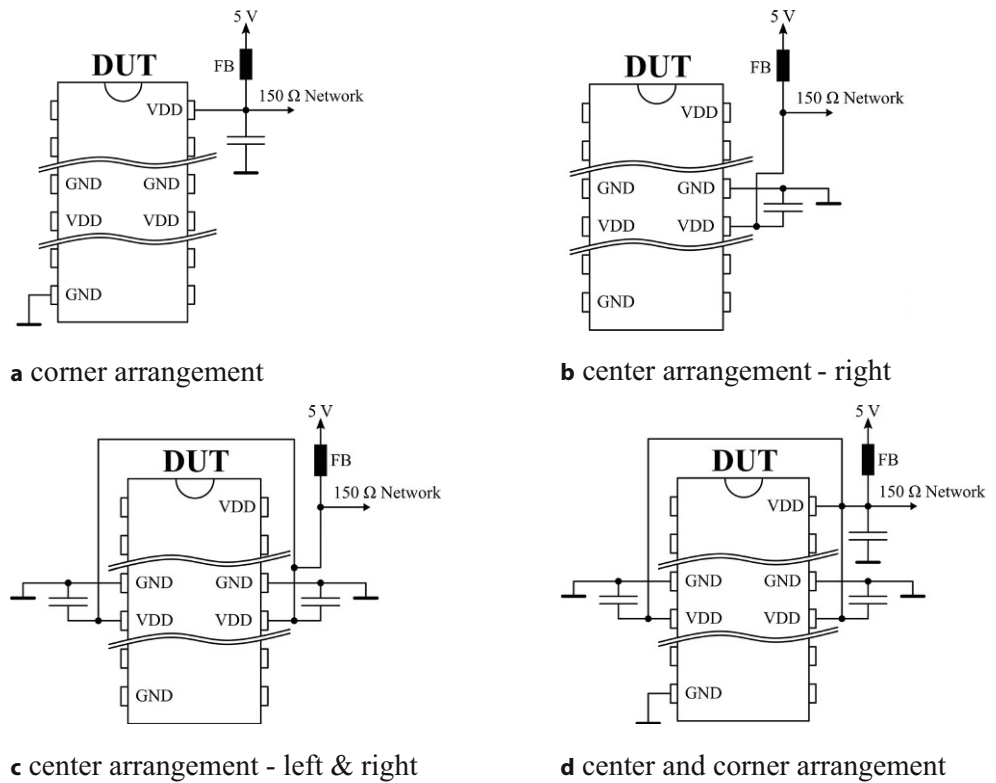 5 V
FB
DUT
150 Ω Network
VDD
GND GND
VDD VDD
GND
a corner arrangement
5 V
FB
DUT
150 Ω Network
VDD
GND GND
VDD VDD
GND
b center arrangement - right
5 V
FB
DUT
150 Ω Network
VDD
GND GND
VDD VDD
GND
c center arrangement - left & right
5 V
FB
DUT
150 Ω Network
VDD
GND GND
VDD VDD
GND
d center and corner arrangement